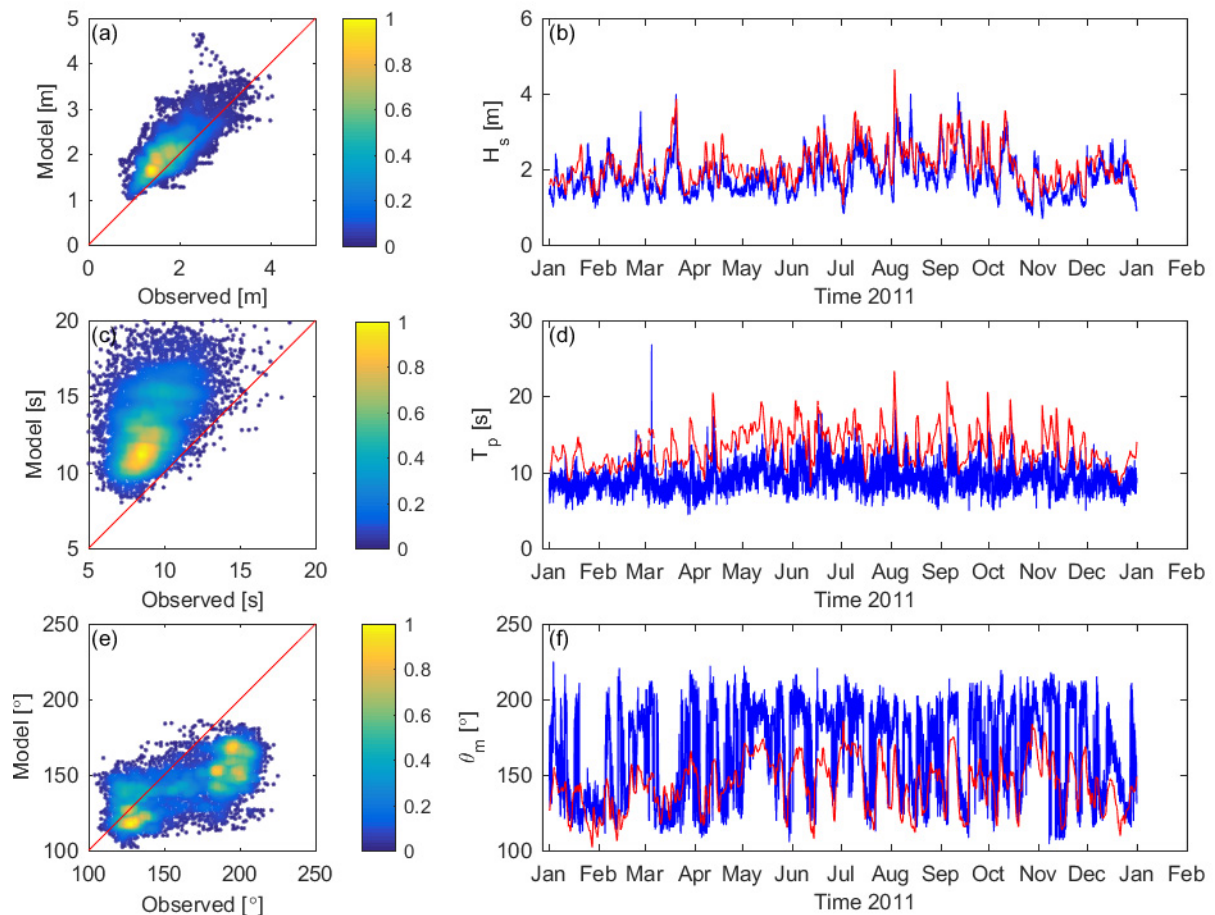 (a)
Model [m]
5
4
3
2
1
0
0 2 4
Observed [m]
1
0.8
0.6
0.4
0.2
0
(b)
H_s [m]
6
4
2
0
Jan Feb Mar Apr May Jun Jul Aug Sep Oct Nov Dec Jan Feb
Time 2011
(c)
Model [s]
20
15
10
5
5 10 15 20
Observed [s]
1
0.8
0.6
0.4
0.2
0
(d)
T_p [s]
30
20
10
0
Jan Feb Mar Apr May Jun Jul Aug Sep Oct Nov Dec Jan Feb
Time 2011
(e)
Model [°]
250
200
150
100
100 150 200 250
Observed [°]
1
0.8
0.6
0.4
0.2
0
(f)
θ_m [°]
250
200
150
100
Jan Feb Mar Apr May Jun Jul Aug Sep Oct Nov Dec Jan Feb
Time 2011